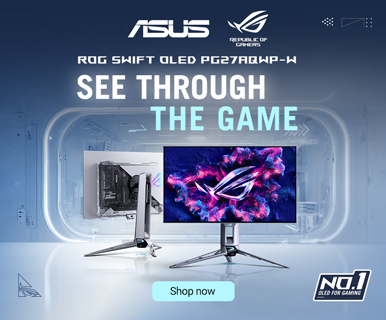 ASUS
REPUBLIC OF
GAMERS
ROG SWIFT OLED PG27AQWP-W
SEE THROUGH
THE GAME
Shop now
NO.1
OLED FOR GAMING